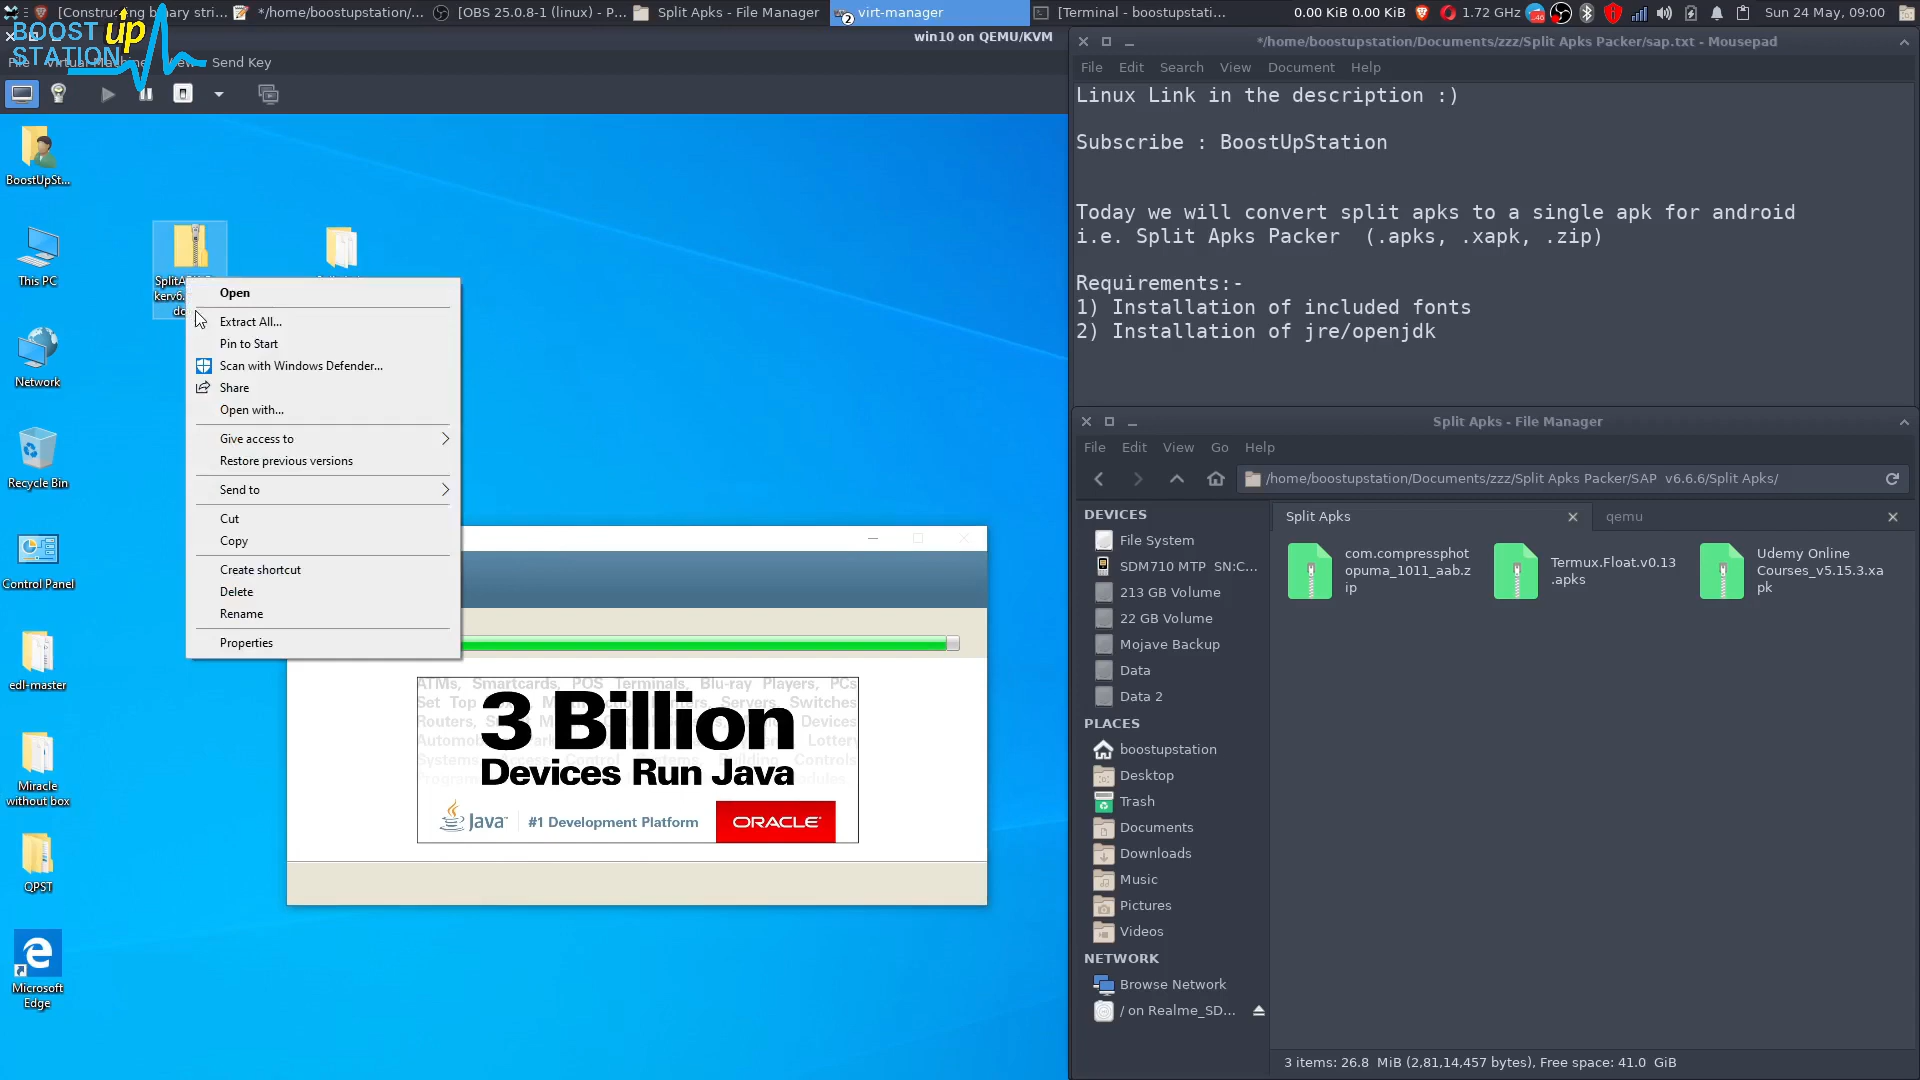 [Constructing binary stri...
*/home/boostupstation/...
[OBS 25.0.8-1 (linux) - P...
Split Apks - File Manager
virt-manager
[Terminal - boostupstati...
0.00 KiB 0.00 KiB
1.72 GHz
Sun 24 May, 09:00
BOOST up
STATION
win10 on QEMU/KVM
File
Send Key
BoostUpSt...
This PC
Network
Recycle Bin
Control Panel
edl-master
Miracle
without box
QPST
Microsoft
Edge
Open
Extract All...
Pin to Start
Scan with Windows Defender...
Share
Open with...
Give access to
Restore previous versions
Send to
Cut
Copy
Create shortcut
Delete
Rename
Properties
ATMs, Smartcards, POS Terminals, Blu-ray Players, PCs
3 Billion
Devices Run Java
Java
#1 Development Platform
ORACLE
*/home/boostupstation/Documents/zzz/Split Apks Packer/sap.txt - Mousepad
File Edit Search View Document Help
Linux Link in the description :)
Subscribe : BoostUpStation
Today we will convert split apks to a single apk for android
i.e. Split Apks Packer (.apks, .xapk, .zip)
Requirements:-
1) Installation of included fonts
2) Installation of jre/openjdk
Split Apks - File Manager
File Edit View Go Help
/home/boostupstation/Documents/zzz/Split Apks Packer/SAP v6.6.6/Split Apks/
DEVICES
File System
SDM710 MTP SN:C...
213 GB Volume
22 GB Volume
Mojave Backup
Data
Data 2
PLACES
boostupstation
Desktop
Trash
Documents
Downloads
Music
Pictures
Videos
NETWORK
Browse Network
/ on Realme_SD...
Split Apks
qemu
com.compressphot
opuma_1011_aab.z
ip
Termux.Float.v0.13
.apks
Udemy Online
Courses_v5.15.3.xa
pk
3 items: 26.8 MiB (2,81,14,457 bytes), Free space: 41.0 GiB